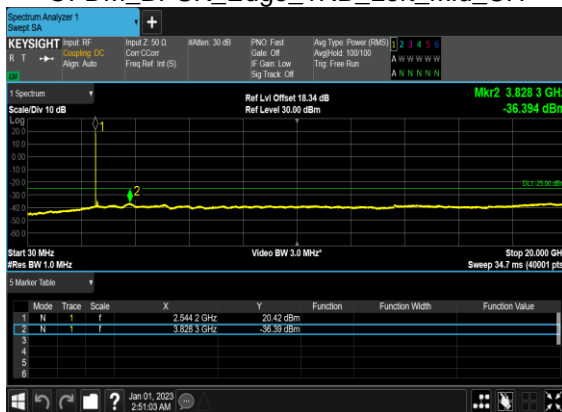 Spectrum Analyzer 1
Swept SA
KEYSIGHT Input: RF Input Z: 50 Ω #Atten: 30 dB PNO: Fast Avg Type: Power (RMS) 1 2 3 4 5 6
R T Coupling: DC Corr CCorr Gate: Off Avg|Hold: 100/100 A W W W W W
Align: Auto Freq Ref: Int (S) IF Gain: Low Trig: Free Run
LU Sig Track: Off A N N N N N
1 Spectrum Ref Lvl Offset 18.34 dB Mkr2 3.828 3 GHz
Scale/Div 10 dB Ref Level 30.00 dBm -36.394 dBm
Log
20.0
10.0
0.00
-10.0
-20.0
-30.0
-40.0
-50.0
-60.0
1
2
DL1 -25.00 dBm
Start 30 MHz Video BW 3.0 MHz* Stop 20.000 GHz
#Res BW 1.0 MHz Sweep 34.7 ms (40001 pts)
5 Marker Table
Mode Trace Scale X Y Function Function Width Function Value
1 N 1 f 2.544 2 GHz 20.42 dBm
2 N 1 f 3.828 3 GHz -36.39 dBm
3
4
5
6
? Jan 01, 2023
2:51:03 AM